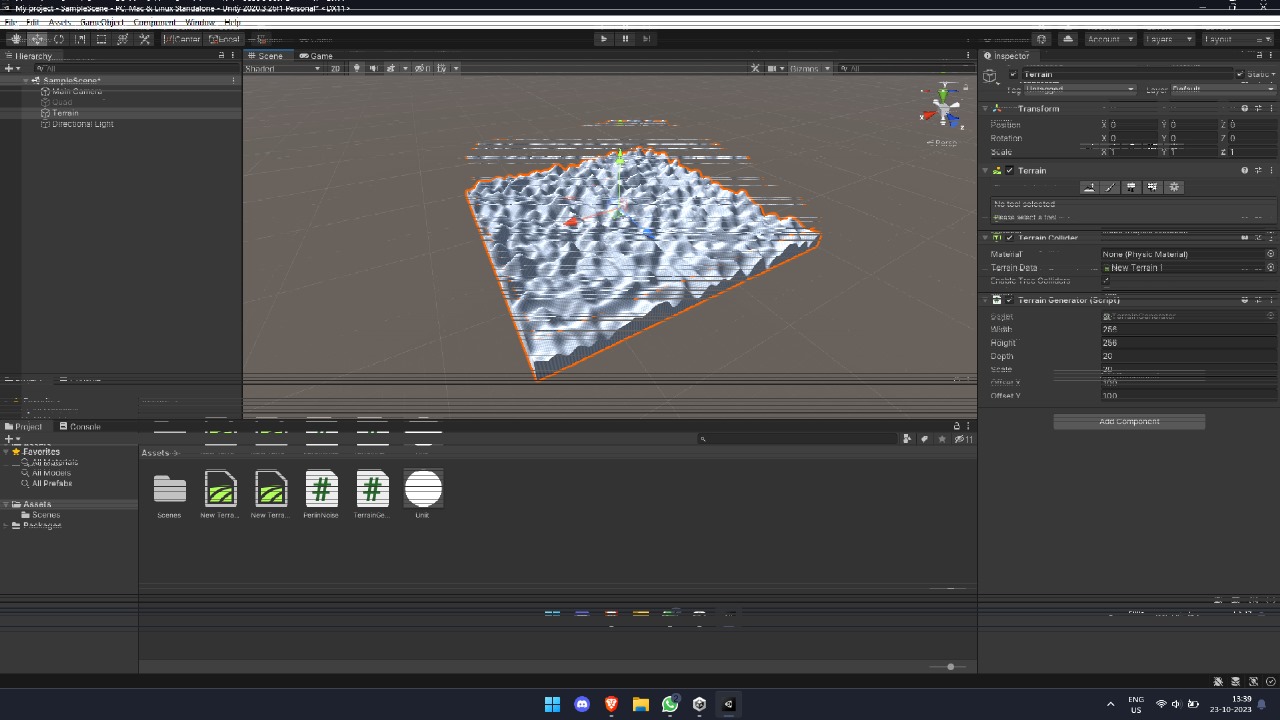 My project - SampleScene - PC, Mac & Linux Standalone - Unity 2020.3.26f1 Personal* <DX11>
File Edit Assets GameObject Component Window Help
Center Local
Account Layers Layout
Hierarchy
All
SampleScene*
Main Camera
Quad
Terrain
Directional Light
Scene Game
Shaded 2D 0 Gizmos All
x z
Persp
Inspector
Terrain Static
Tag Untagged Layer Default
Transform
Position X 0 Y 0 Z 0
Rotation X 0 Y 0 Z 0
Scale X 1 Y 1 Z 1
Terrain
No tool selected
Please select a tool
Terrain Collider
Material None (Physic Material)
Terrain Data New Terrain 1
Enable Tree Colliders
Terrain Generator (Script)
Script TerrainGenerator
Width 256
Height 256
Depth 20
Scale 20
Offset X 100
Offset Y 100
Add Component
Project Console
11
Favorites
All Materials
All Models
All Prefabs
Assets
Scenes
Packages
Assets
Scenes New Terra... New Terra... PerlinNoise TerrainGe... Unlit
ENG
US
13:39
23-10-2023